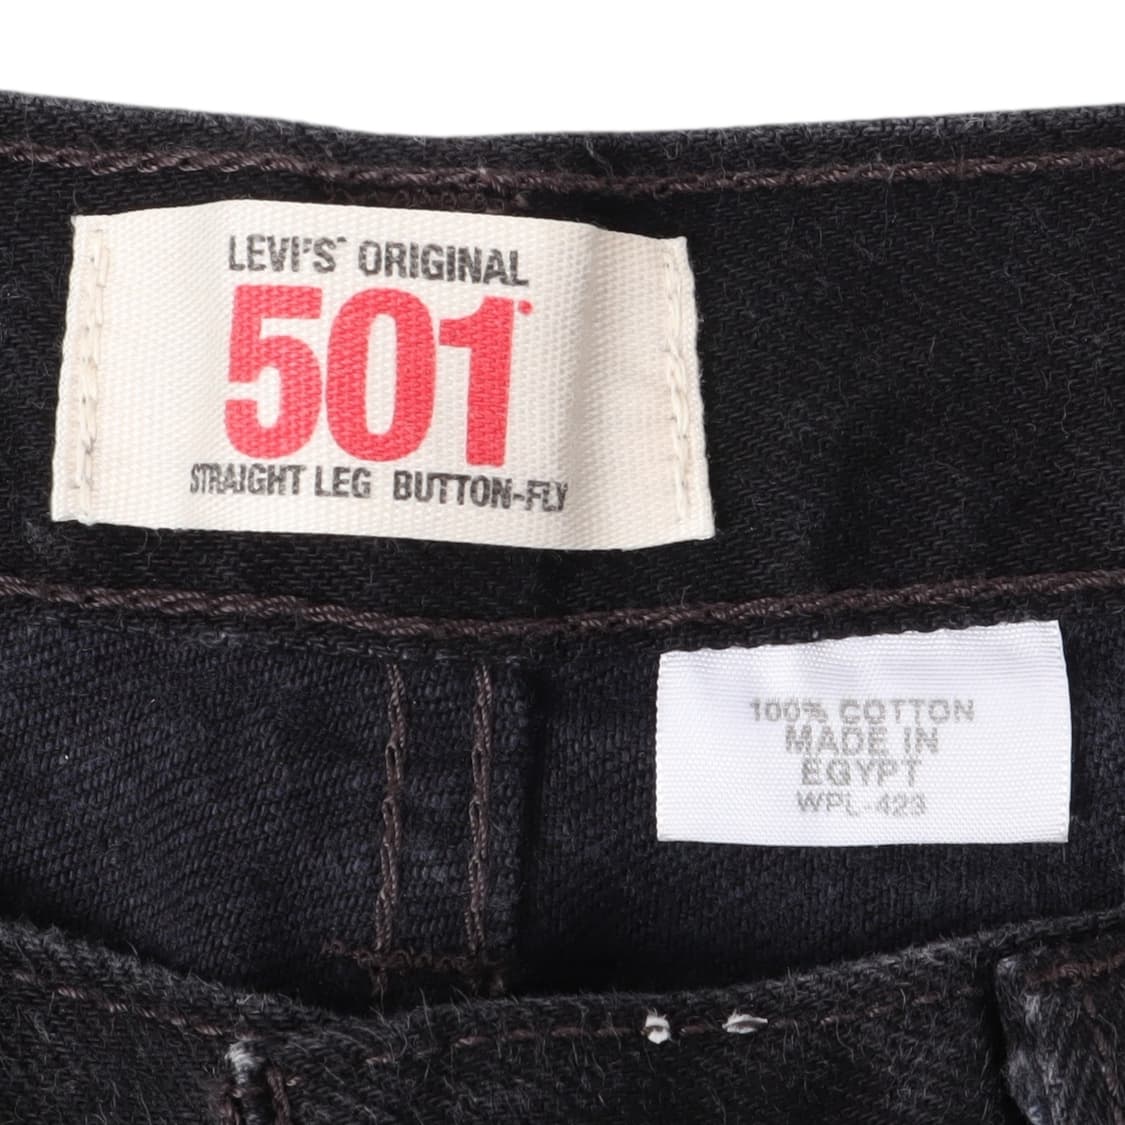 LEVI'S ORIGINAL
501
STRAIGHT LEG BUTTON-FLY
100% COTTON
MADE IN
EGYPT
WPL-423